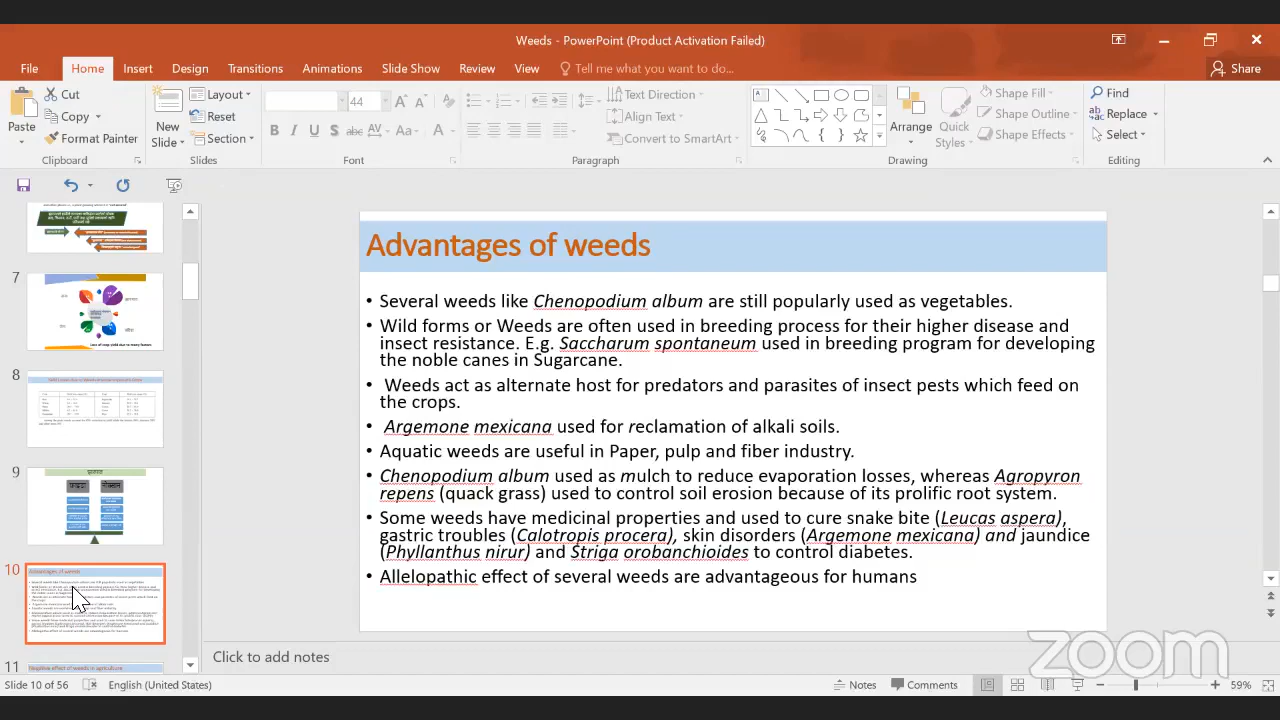 Weeds - PowerPoint (Product Activation Failed)
File Home Insert Design Transitions Animations Slide Show Review View Tell me what you want to do... Share
Cut
Copy
Format Painter
Paste
Clipboard
New
Slide
Layout
Reset
Section
Slides
44
Font
Text Direction
Align Text
Convert to SmartArt
Paragraph
Arrange
Quick
Styles
Shape Fill
Shape Outline
Shape Effects
Drawing
Find
Replace
Select
Editing
7
8
9
10
Advantages of weeds
11
Negative effect of weeds in agriculture
Advantages of weeds
• Several weeds like Chenopodium album are still popularly used as vegetables.
• Wild forms or Weeds are often used in breeding process for their higher disease and
insect resistance. E.g. Saccharum spontaneum used in breeding program for developing
the noble canes in Sugarcane.
• Weeds act as alternate host for predators and parasites of insect pests which feed on
the crops.
• Argemone mexicana used for reclamation of alkali soils.
• Aquatic weeds are useful in Paper, pulp and fiber industry.
• Chenopodium album used as mulch to reduce evaporation losses, whereas Agropyron
repens (quack grass) used to control soil erosion because of its prolific root system.
Some weeds have medicinal properties and used to cure snake bite (Leucas aspera),
gastric troubles (Calotropis procera), skin disorders (Argemone mexicana) and jaundice
(Phyllanthus nirur) and Striga orobanchioides to control diabetes.
• Allelopathic effect of several weeds are advantageous for humans
Click to add notes
zoom
Slide 10 of 56 English (United States) Notes Comments 59%